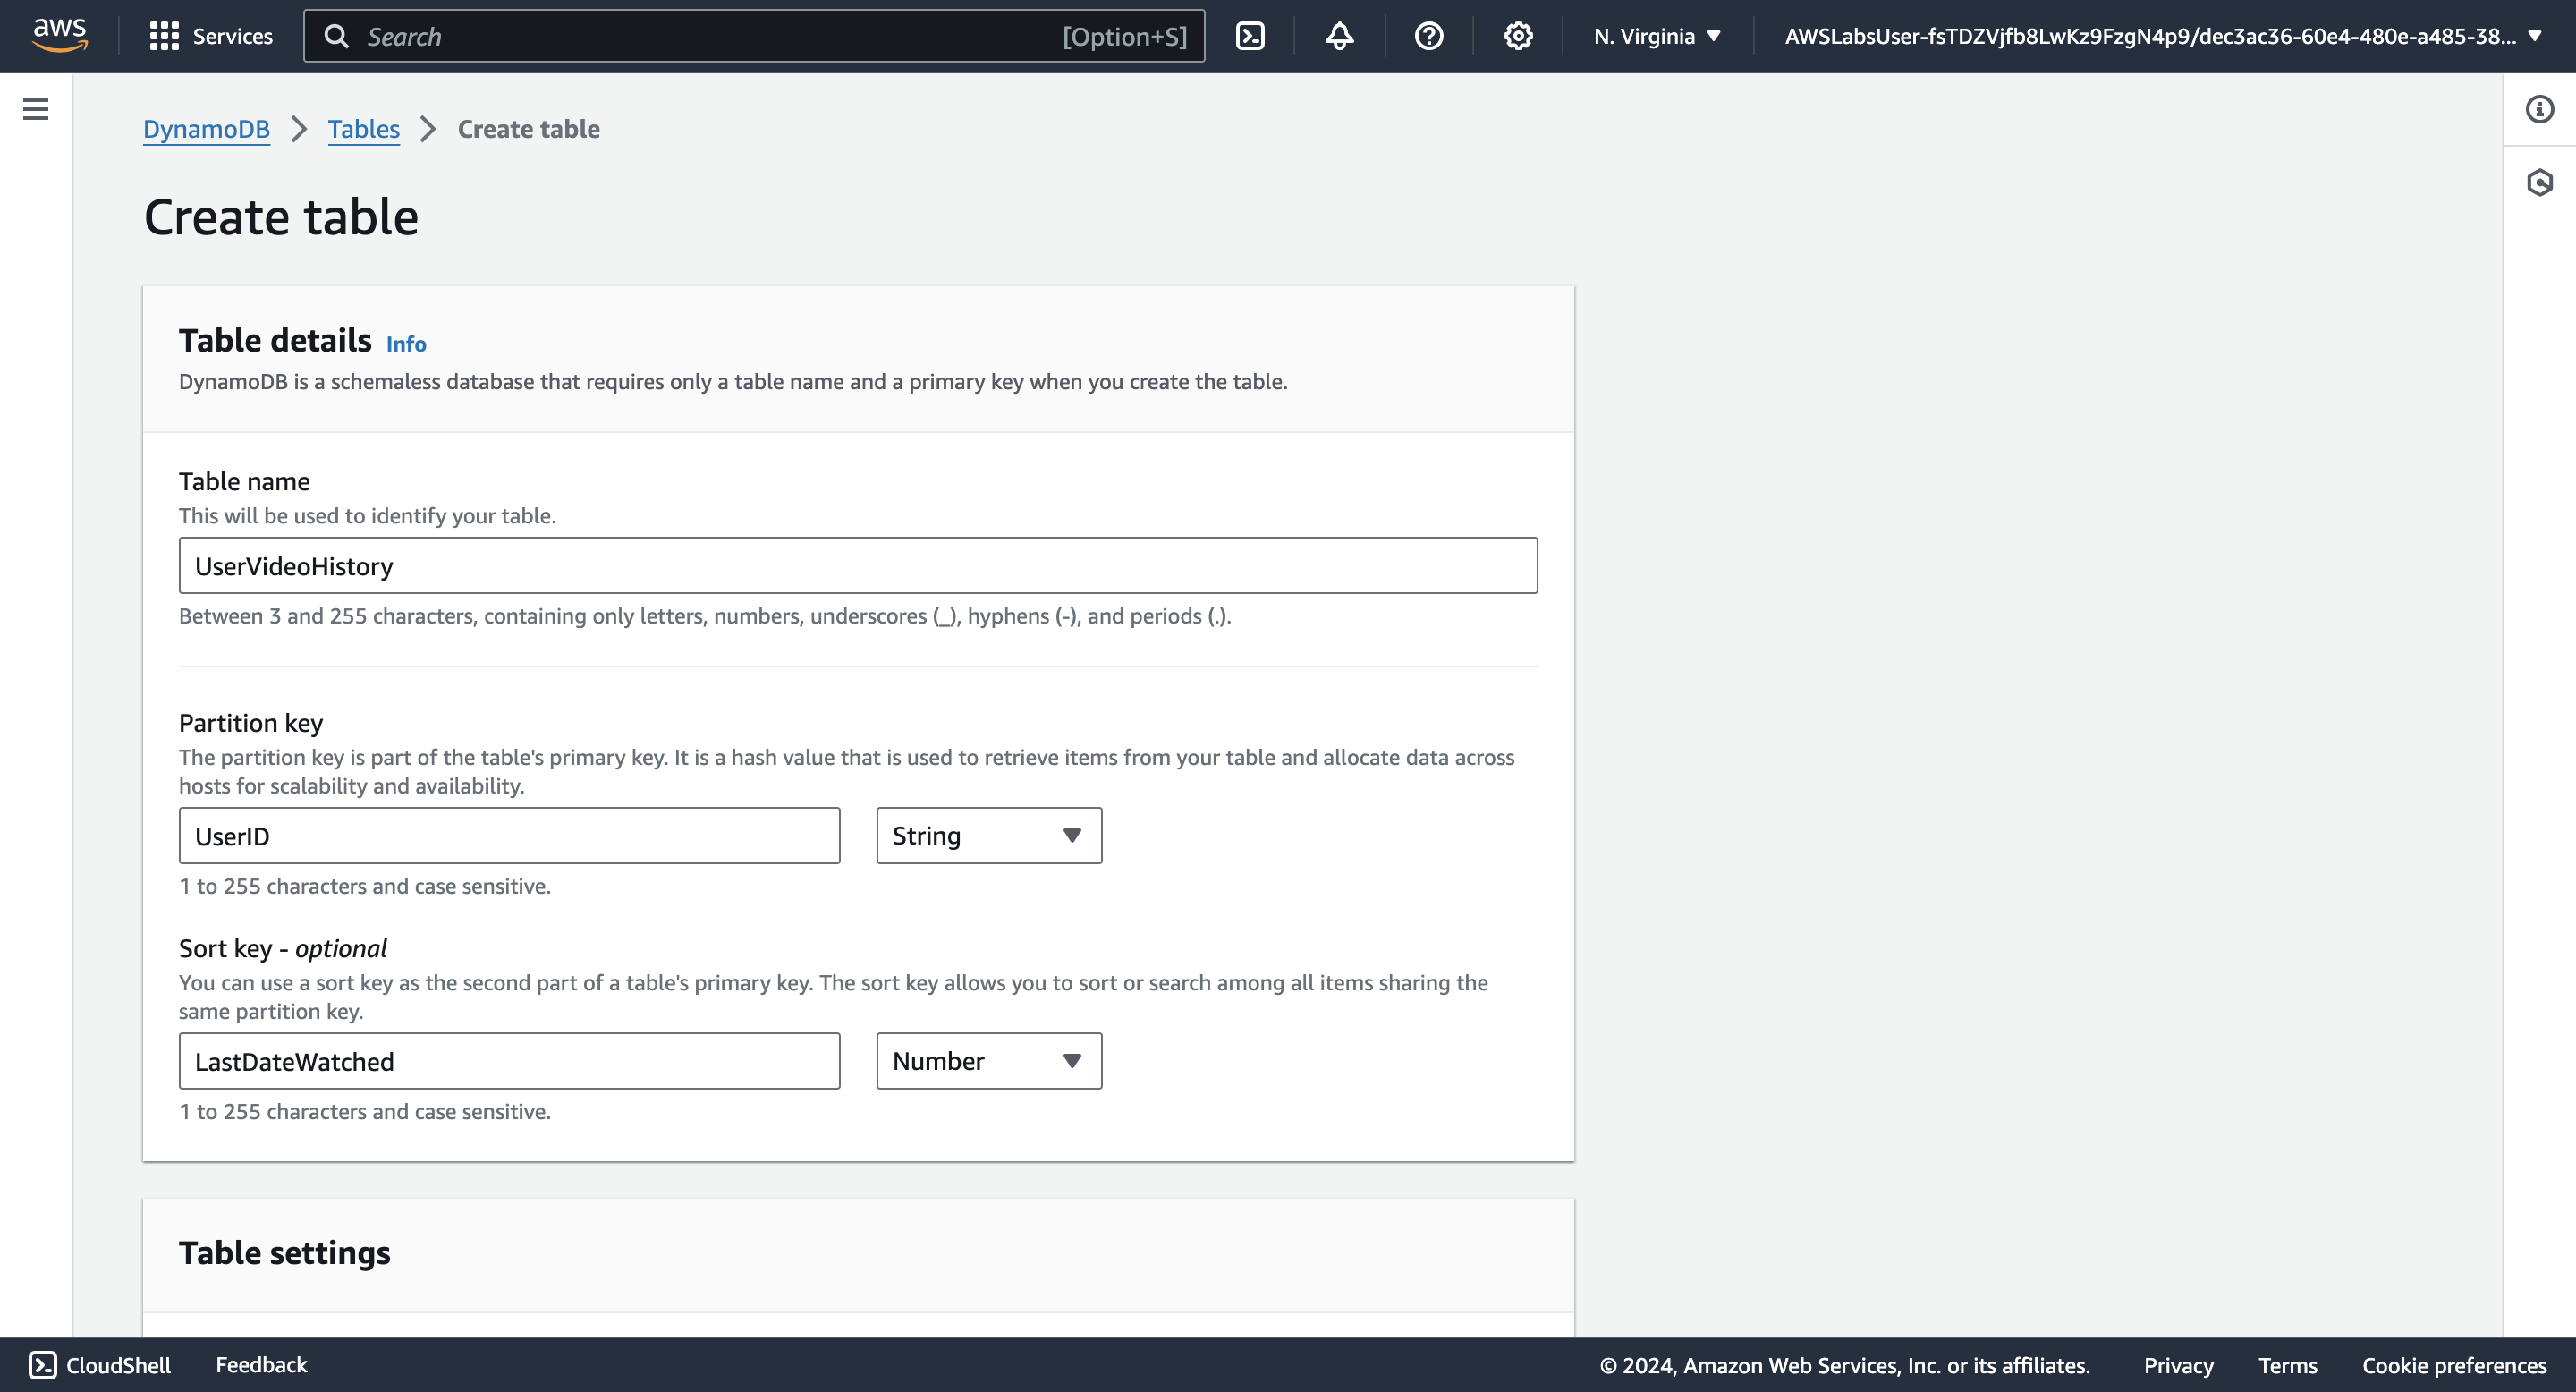 aws
Services
Search
[Option+S]
N. Virginia
AWSLabsUser-fsTDZVjfb8LwKz9FzgN4p9/dec3ac36-60e4-480e-a485-38...
DynamoDB
Tables
Create table
Create table
Table details Info
DynamoDB is a schemaless database that requires only a table name and a primary key when you create the table.
Table name
This will be used to identify your table.
UserVideoHistory
Between 3 and 255 characters, containing only letters, numbers, underscores (_), hyphens (-), and periods (.).
Partition key
The partition key is part of the table's primary key. It is a hash value that is used to retrieve items from your table and allocate data across
hosts for scalability and availability.
UserID
String
1 to 255 characters and case sensitive.
Sort key - optional
You can use a sort key as the second part of a table's primary key. The sort key allows you to sort or search among all items sharing the
same partition key.
LastDateWatched
Number
1 to 255 characters and case sensitive.
Table settings
CloudShell
Feedback
© 2024, Amazon Web Services, Inc. or its affiliates.
Privacy
Terms
Cookie preferences